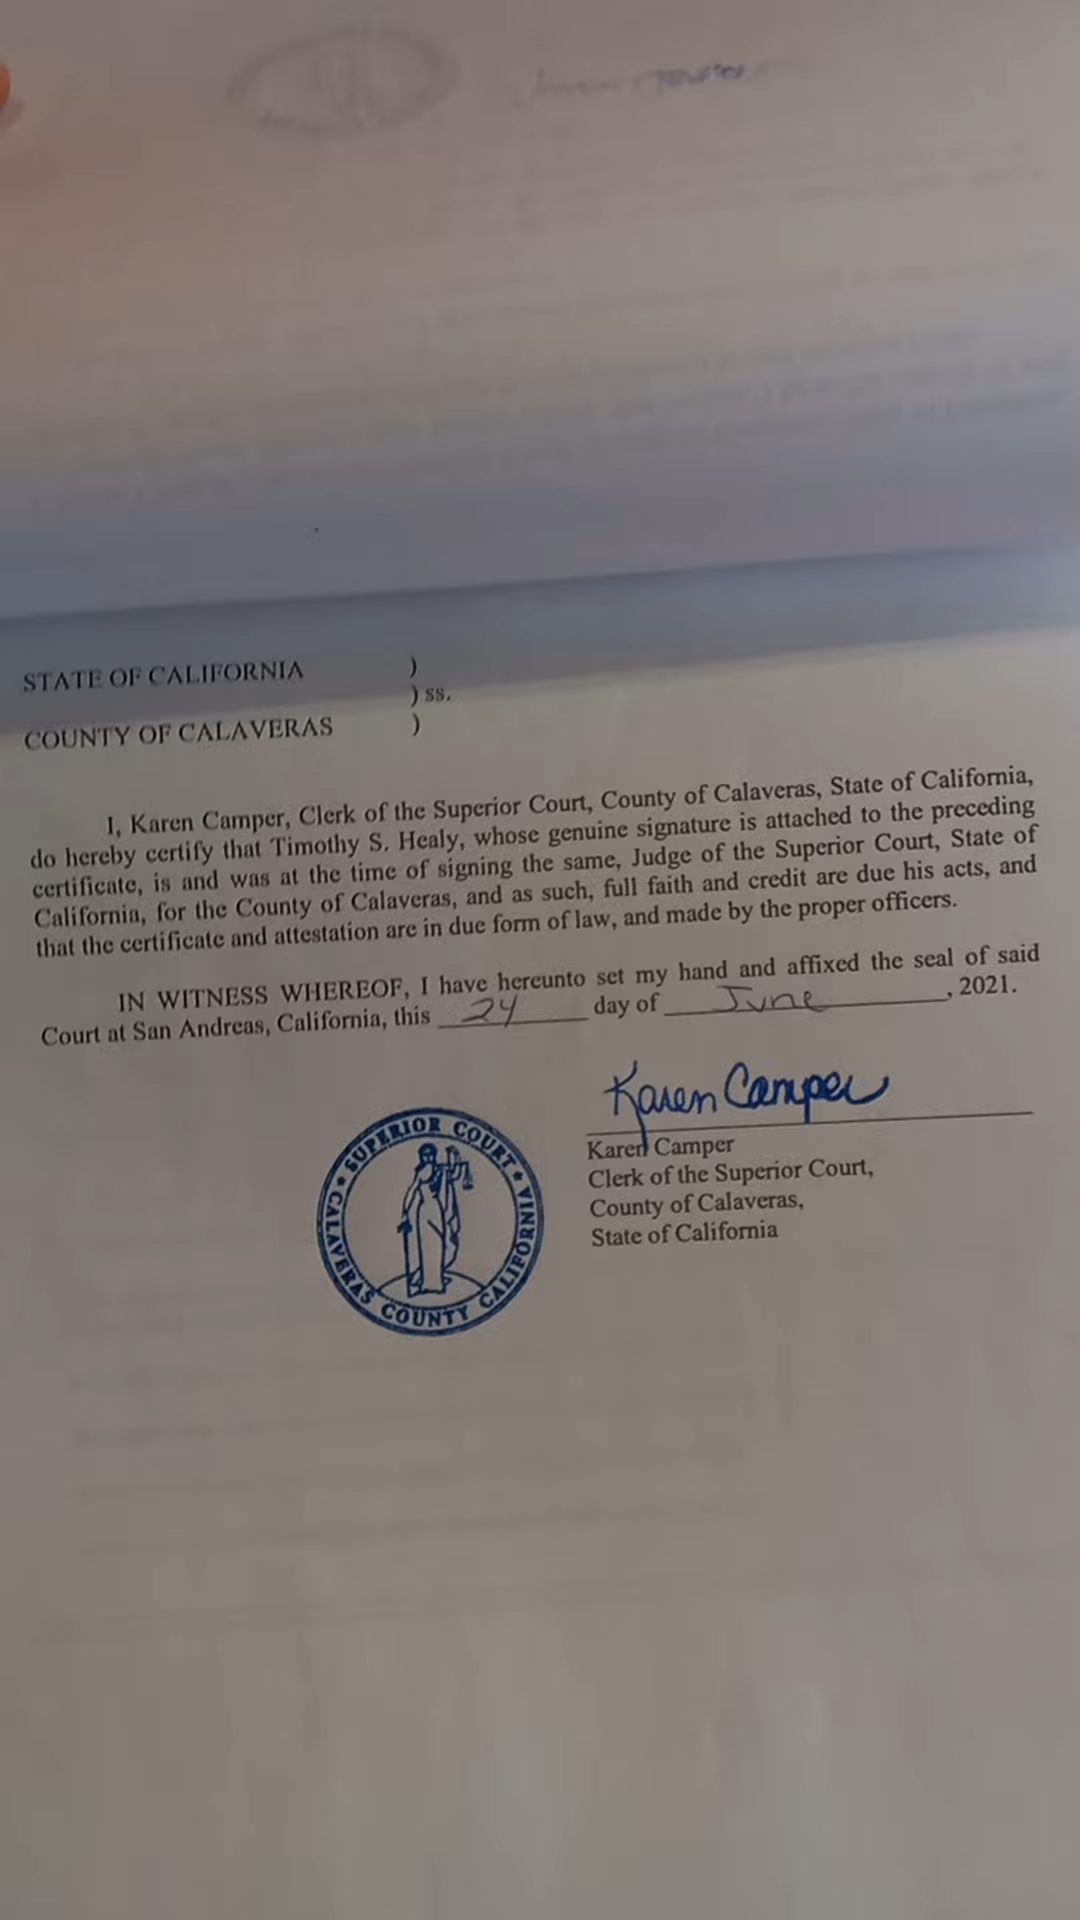 STATE OF CALIFORNIA )
) ss.
COUNTY OF CALAVERAS )
I, Karen Camper, Clerk of the Superior Court, County of Calaveras, State of California,
do hereby certify that Timothy S. Healy, whose genuine signature is attached to the preceding
certificate, is and was at the time of signing the same, Judge of the Superior Court, State of
California, for the County of Calaveras, and as such, full faith and credit are due his acts, and
that the certificate and attestation are in due form of law, and made by the proper officers.
IN WITNESS WHEREOF, I have hereunto set my hand and affixed the seal of said
Court at San Andreas, California, this 24 day of June, 2021.
Karen Camper
Karen Camper
Clerk of the Superior Court,
County of Calaveras,
State of California
SUPERIOR COURT
CALAVERAS COUNTY CALIFORNIA